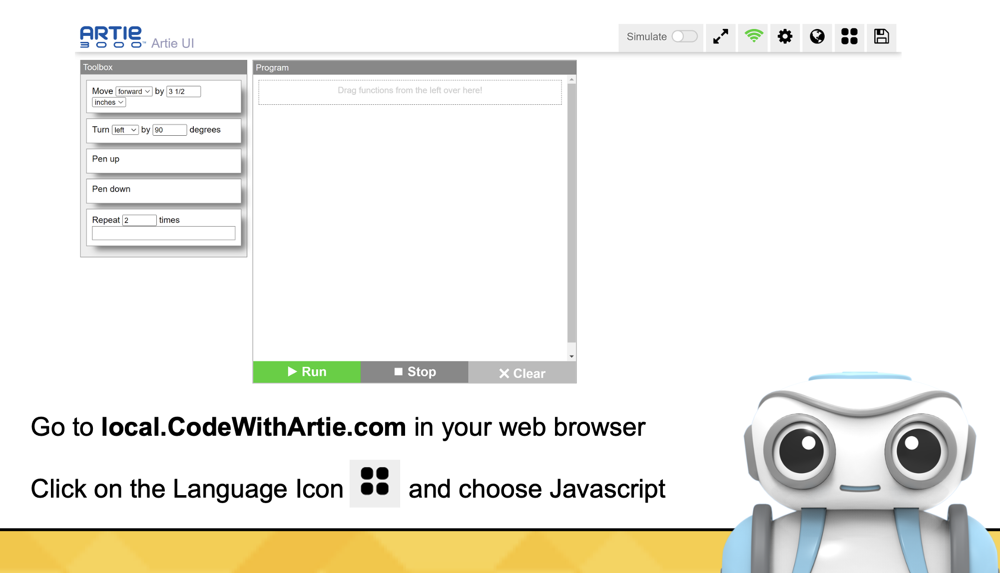 ARTIE
3000™ Artie UI
Simulate
Toolbox
Move forward by 3 1/2
inches
Turn left by 90 degrees
Pen up
Pen down
Repeat 2 times
Program
Drag functions from the left over here!
Run Stop Clear
Go to local.CodeWithArtie.com in your web browser
Click on the Language Icon and choose Javascript